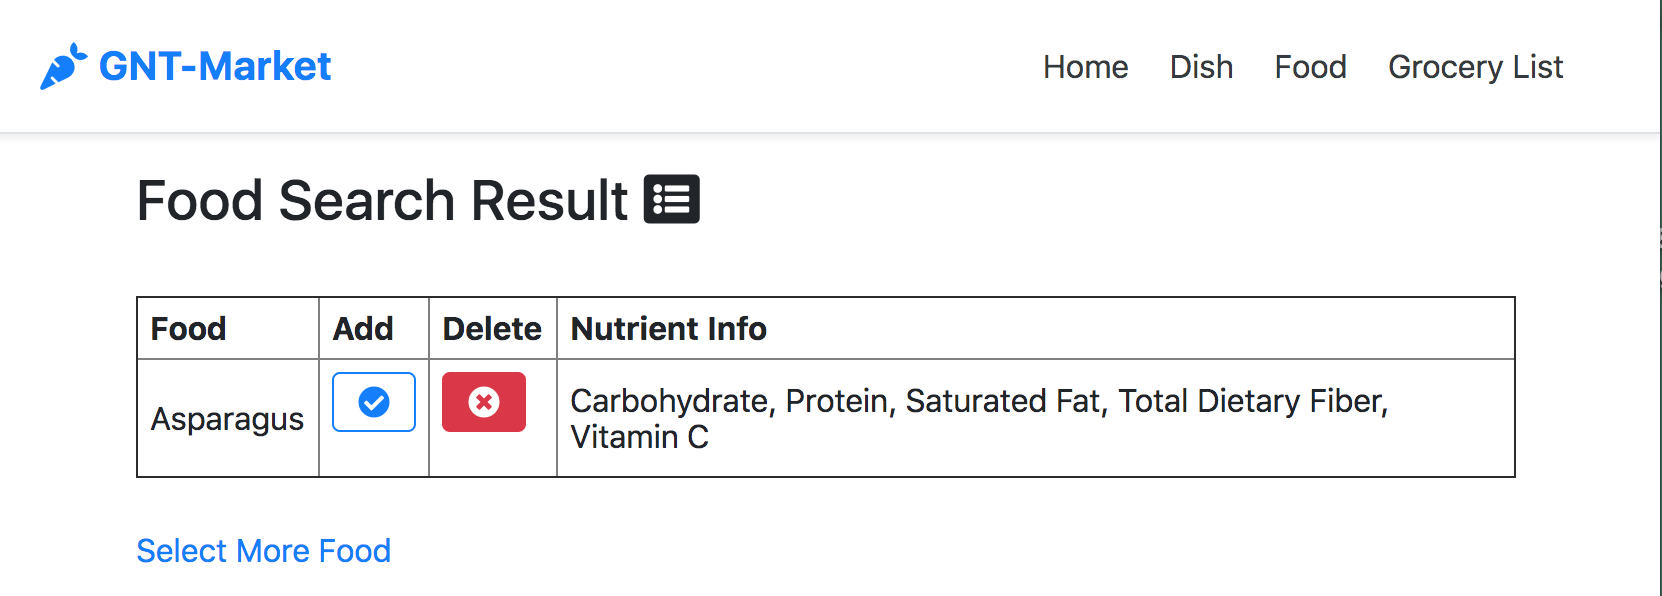 GNT-Market
Home Dish Food Grocery List
Food Search Result
Food Add Delete Nutrient Info
Asparagus
Carbohydrate, Protein, Saturated Fat, Total Dietary Fiber,
Vitamin C
Select More Food